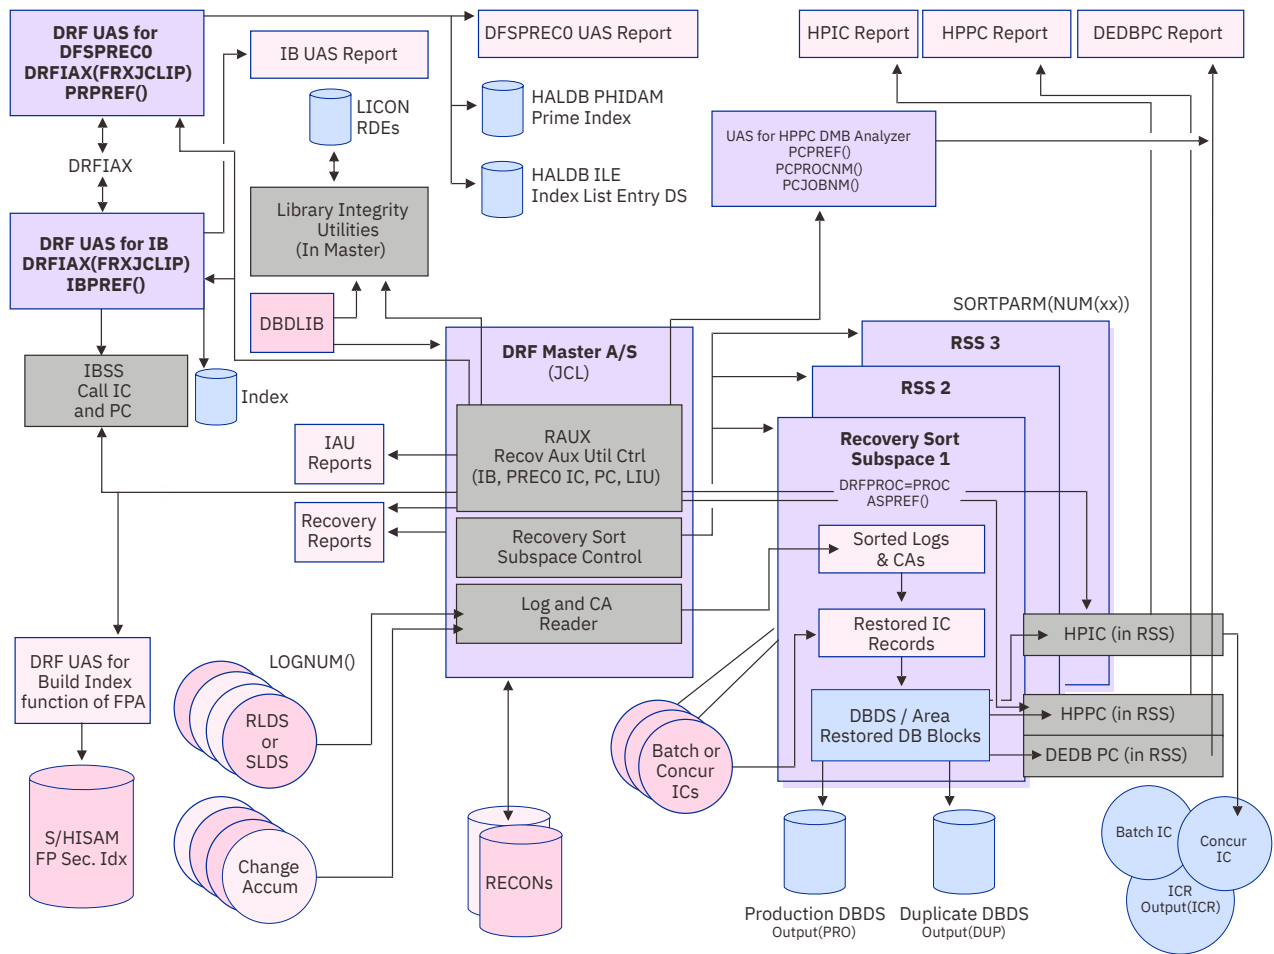 DRF UAS for
DFSPREC0
DRFIAX(FRXJCLIP)
PRPREF()
IB UAS Report
DFSPREC0 UAS Report
HPIC Report
HPPC Report
DEDBPC Report
LICON
RDEs
HALDB PHIDAM
Prime Index
HALDB ILE
Index List Entry DS
UAS for HPPC DMB Analyzer
PCPREF()
PCPROCNM()
PCJOBNM()
DRFIAX
Library Integrity
Utilities
(In Master)
DRF UAS for IB
DRFIAX(FRXJCLIP)
IBPREF()
DBDLIB
SORTPARM(NUM(xx))
IBSS
Call IC
and PC
Index
DRF Master A/S
(JCL)
RSS 3
RSS 2
Recovery Sort
Subspace 1
IAU
Reports
RAUX
Recov Aux Util Ctrl
(IB, PREC0 IC, PC, LIU)
DRFPROC=PROC
ASPREF()
Recovery
Reports
Recovery Sort
Subspace Control
Sorted Logs
& CAs
Log and CA
Reader
Restored IC
Records
HPIC (in RSS)
DRF UAS for
Build Index
function of FPA
LOGNUM()
RLDS
or
SLDS
Batch or
Concur
ICs
DBDS / Area
Restored DB Blocks
HPPC (in RSS)
DEDB PC (in RSS)
S/HISAM
FP Sec. Idx
Change
Accum
RECONs
Production DBDS
Output(PRO)
Duplicate DBDS
Output(DUP)
Batch IC
Concur
IC
ICR
Output(ICR)